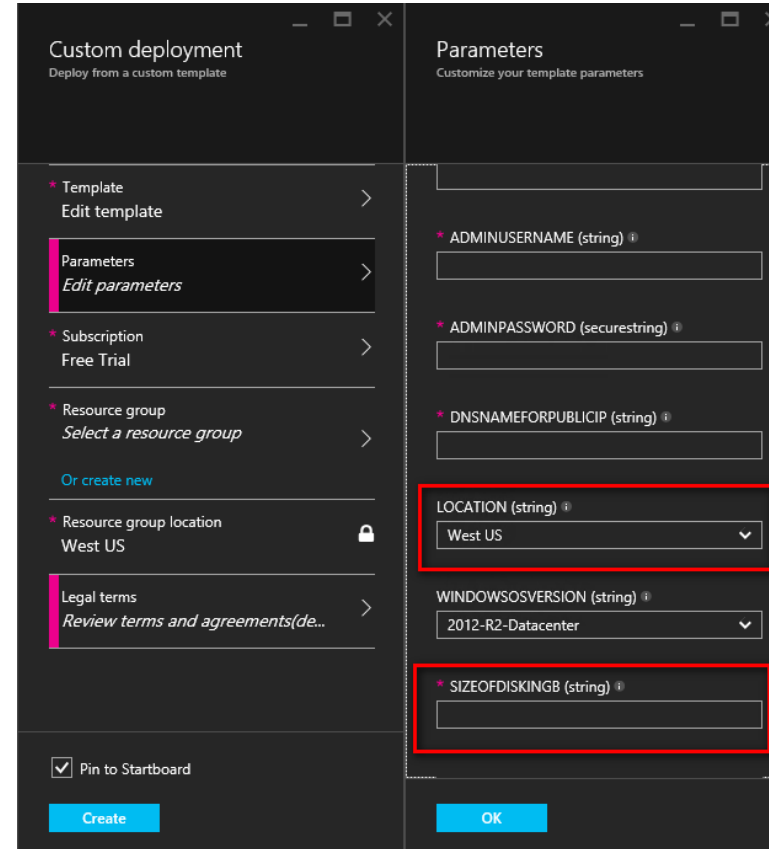 Custom deployment
Deploy from a custom template
* Template
Edit template
Parameters
Edit parameters
* Subscription
Free Trial
* Resource group
Select a resource group
Or create new
* Resource group location
West US
Legal terms
Review terms and agreements(de...
Pin to Startboard
Create
Parameters
Customize your template parameters
* ADMINUSERNAME (string)
* ADMINPASSWORD (securestring)
* DNSNAMEFORPUBLICIP (string)
LOCATION (string)
West US
WINDOWSOSVERSION (string)
2012-R2-Datacenter
* SIZEOFDISKINGB (string)
OK